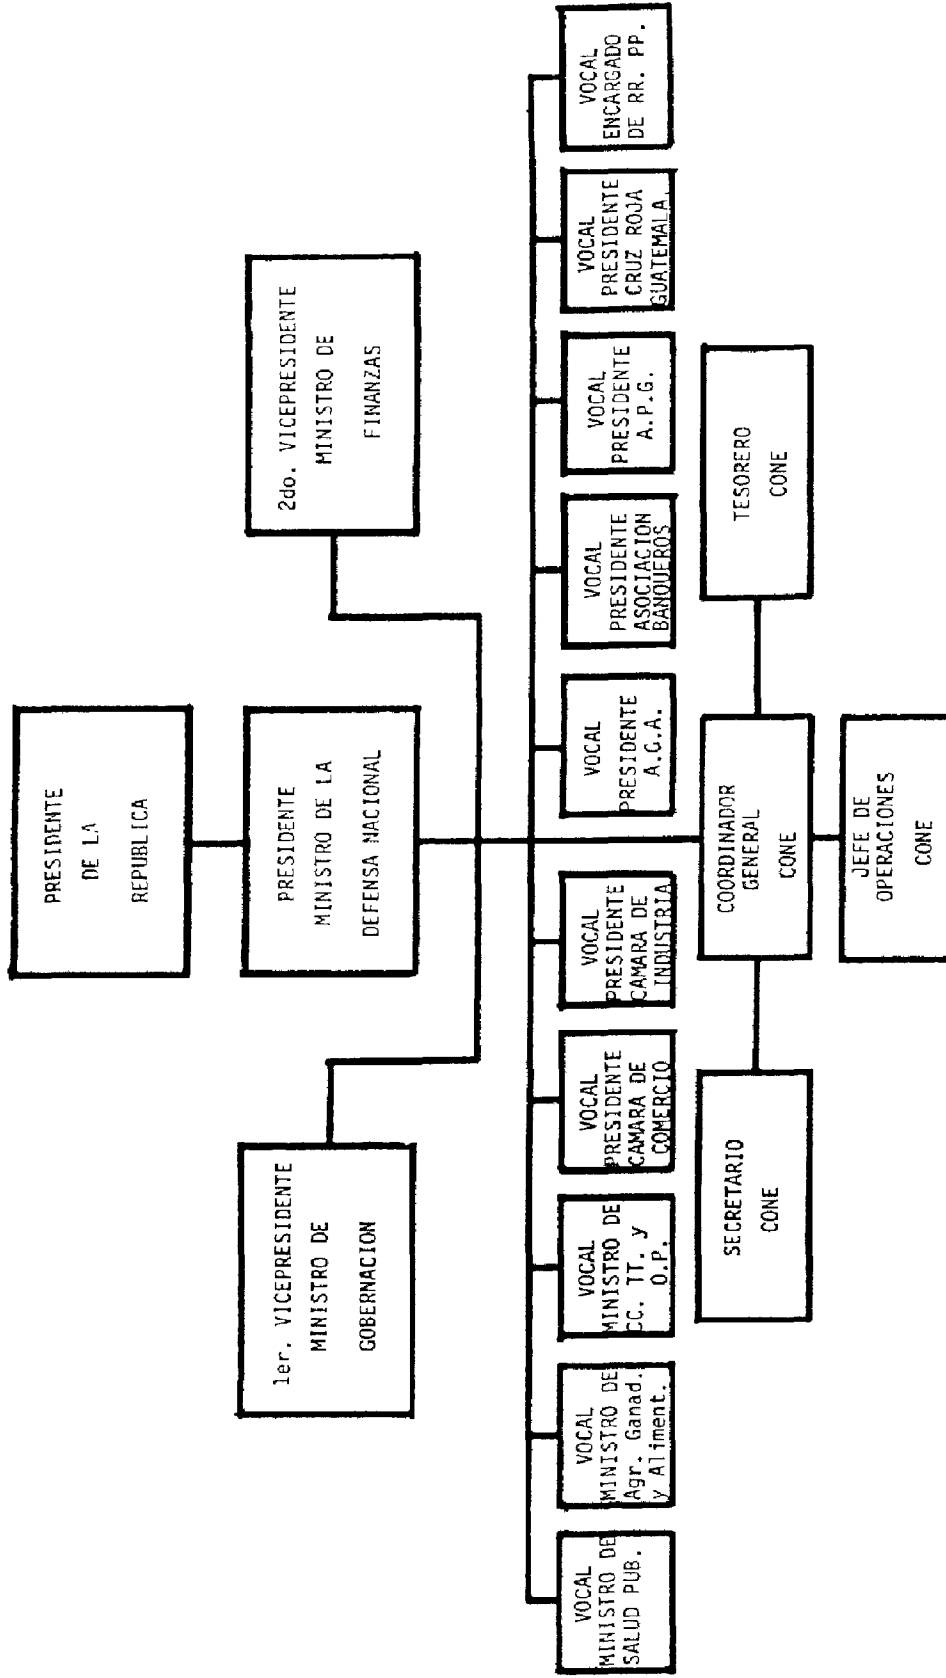 PRESIDENTE
DE LA
REPUBLICA
PRESIDENTE
MINISTRO DE LA
DEFENSA NACIONAL
1er. VICEPRESIDENTE
MINISTRO DE
GOBERNACION
2do. VICEPRESIDENTE
MINISTRO DE
FINANZAS
VOCAL
MINISTRO DE
SALUD PUB.
VOCAL
MINISTRO DE
Agr. Ganad.
y Aliment.
VOCAL
MINISTRO DE
CC. TT. y
O.P.
VOCAL
PRESIDENTE
CAMARA DE
COMERCIO
VOCAL
PRESIDENTE
CAMARA DE
INDUSTRIA
VOCAL
PRESIDENTE
A.G.A.
VOCAL
PRESIDENTE
ASOCIACION
BANQUEROS
VOCAL
PRESIDENTE
A.P.G.
VOCAL
PRESIDENTE
CRUZ ROJA
GUATEMALA
VOCAL
ENCARGADO
DE RR. PP.
SECRETARIO
CONE
COORDINADOR
GENERAL
CONE
TESORERO
CONE
JEFE DE
OPERACIONES
CONE